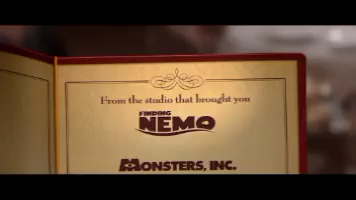 From the studio that brought you
FINDING
NEMO
MONSTERS, INC.